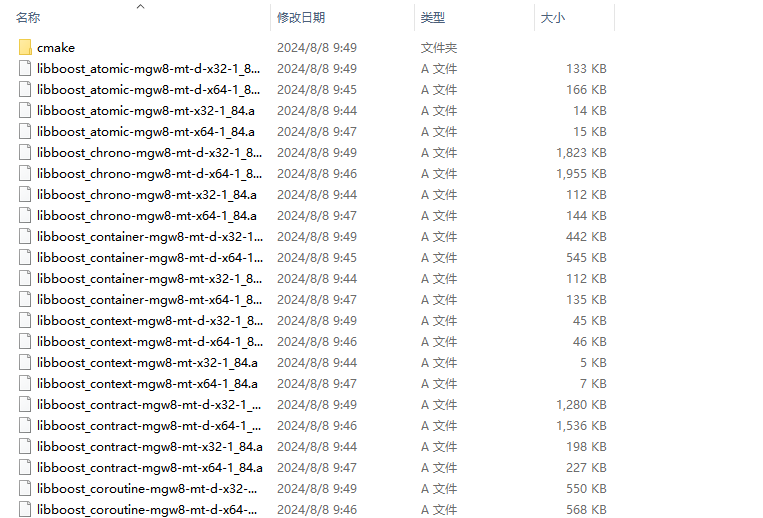 名称 修改日期 类型 大小
cmake 2024/8/8 9:49 文件夹
libboost_atomic-mgw8-mt-d-x32-1_8... 2024/8/8 9:49 A 文件 133 KB
libboost_atomic-mgw8-mt-d-x64-1_8... 2024/8/8 9:45 A 文件 166 KB
libboost_atomic-mgw8-mt-x32-1_84.a 2024/8/8 9:44 A 文件 14 KB
libboost_atomic-mgw8-mt-x64-1_84.a 2024/8/8 9:47 A 文件 15 KB
libboost_chrono-mgw8-mt-d-x32-1_8... 2024/8/8 9:49 A 文件 1,823 KB
libboost_chrono-mgw8-mt-d-x64-1_8... 2024/8/8 9:46 A 文件 1,955 KB
libboost_chrono-mgw8-mt-x32-1_84.a 2024/8/8 9:44 A 文件 112 KB
libboost_chrono-mgw8-mt-x64-1_84.a 2024/8/8 9:47 A 文件 144 KB
libboost_container-mgw8-mt-d-x32-1... 2024/8/8 9:49 A 文件 442 KB
libboost_container-mgw8-mt-d-x64-1... 2024/8/8 9:45 A 文件 545 KB
libboost_container-mgw8-mt-x32-1_8... 2024/8/8 9:44 A 文件 112 KB
libboost_container-mgw8-mt-x64-1_8... 2024/8/8 9:47 A 文件 135 KB
libboost_context-mgw8-mt-d-x32-1_8... 2024/8/8 9:49 A 文件 45 KB
libboost_context-mgw8-mt-d-x64-1_8... 2024/8/8 9:46 A 文件 46 KB
libboost_context-mgw8-mt-x32-1_84.a 2024/8/8 9:44 A 文件 5 KB
libboost_context-mgw8-mt-x64-1_84.a 2024/8/8 9:47 A 文件 7 KB
libboost_contract-mgw8-mt-d-x32-1_... 2024/8/8 9:49 A 文件 1,280 KB
libboost_contract-mgw8-mt-d-x64-1_... 2024/8/8 9:46 A 文件 1,536 KB
libboost_contract-mgw8-mt-x32-1_84.a 2024/8/8 9:44 A 文件 198 KB
libboost_contract-mgw8-mt-x64-1_84.a 2024/8/8 9:47 A 文件 227 KB
libboost_coroutine-mgw8-mt-d-x32-... 2024/8/8 9:49 A 文件 550 KB
libboost_coroutine-mgw8-mt-d-x64-... 2024/8/8 9:46 A 文件 568 KB